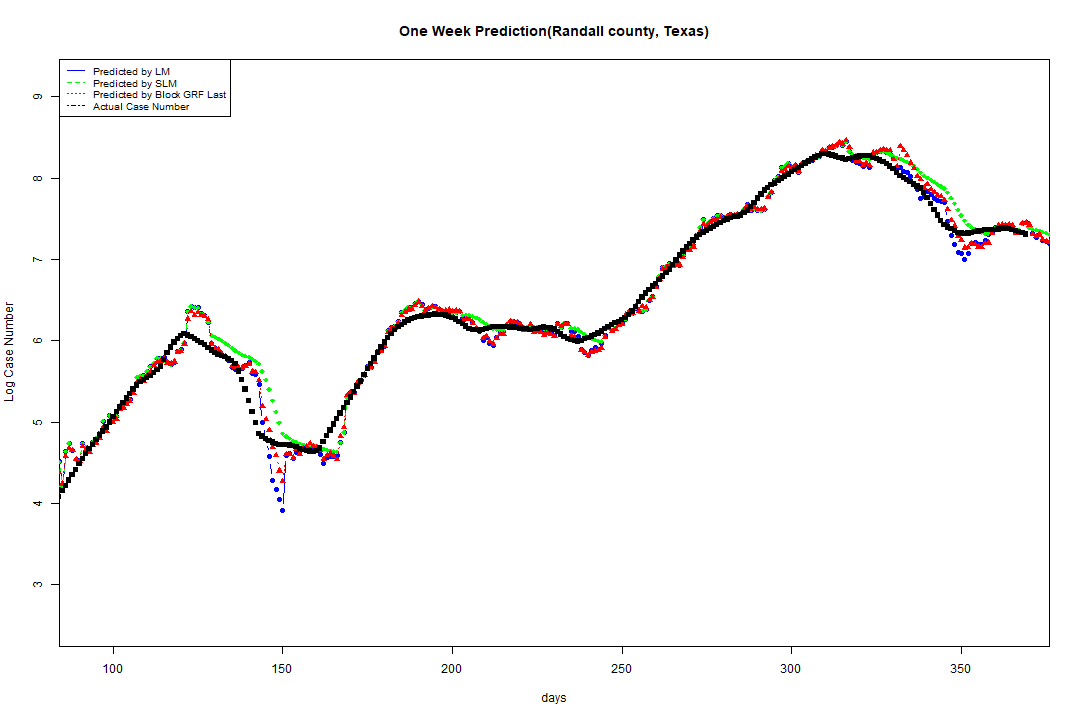 One Week Prediction(Randall county, Texas)
Predicted by LM
Predicted by SLM
Predicted by Block GRF Last
Actual Case Number
9
8
7
6
5
4
3
Log Case Number
100 150 200 250 300 350
days